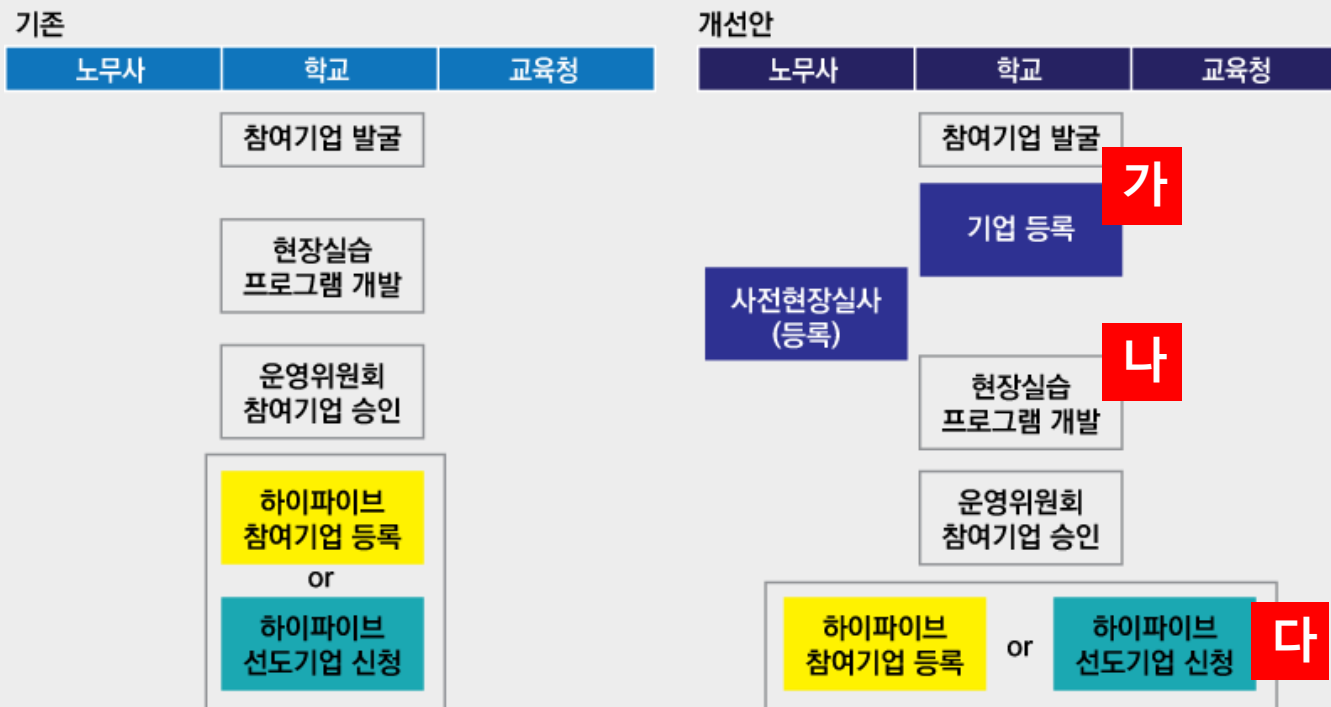 기존
노무사 학교 교육청
참여기업 발굴
현장실습
프로그램 개발
운영위원회
참여기업 승인
하이파이브
참여기업 등록
or
하이파이브
선도기업 신청
개선안
노무사 학교 교육청
참여기업 발굴
가
기업 등록
사전현장실사
(등록)
나
현장실습
프로그램 개발
운영위원회
참여기업 승인
하이파이브
참여기업 등록
or
하이파이브
선도기업 신청
다